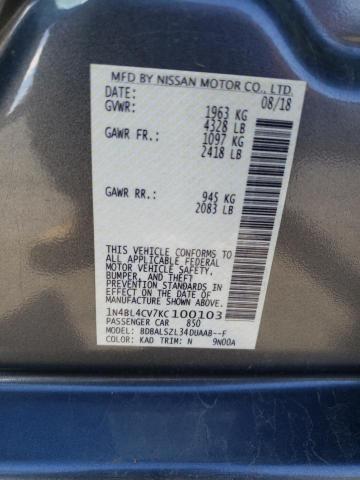 MFD BY NISSAN MOTOR CO., LTD.
DATE: 08/18
GVWR: 1963 KG
4328 LB
GAWR FR: 1097 KG
2418 LB
GAWR RR: 945 KG
2083 LB
THIS VEHICLE CONFORMS TO
ALL APPLICABLE FEDERAL
MOTOR VEHICLE SAFETY,
BUMPER, AND THEFT
PREVENTION STANDARDS
IN EFFECT ON THE DATE OF
MANUFACTURE SHOWN ABOVE.
1N4BL4CV7KC100103
PASSENGER CAR 850
MODEL: BDBALSZL34DUAAB--F
COLOR: KAD TRIM: N 9N00A